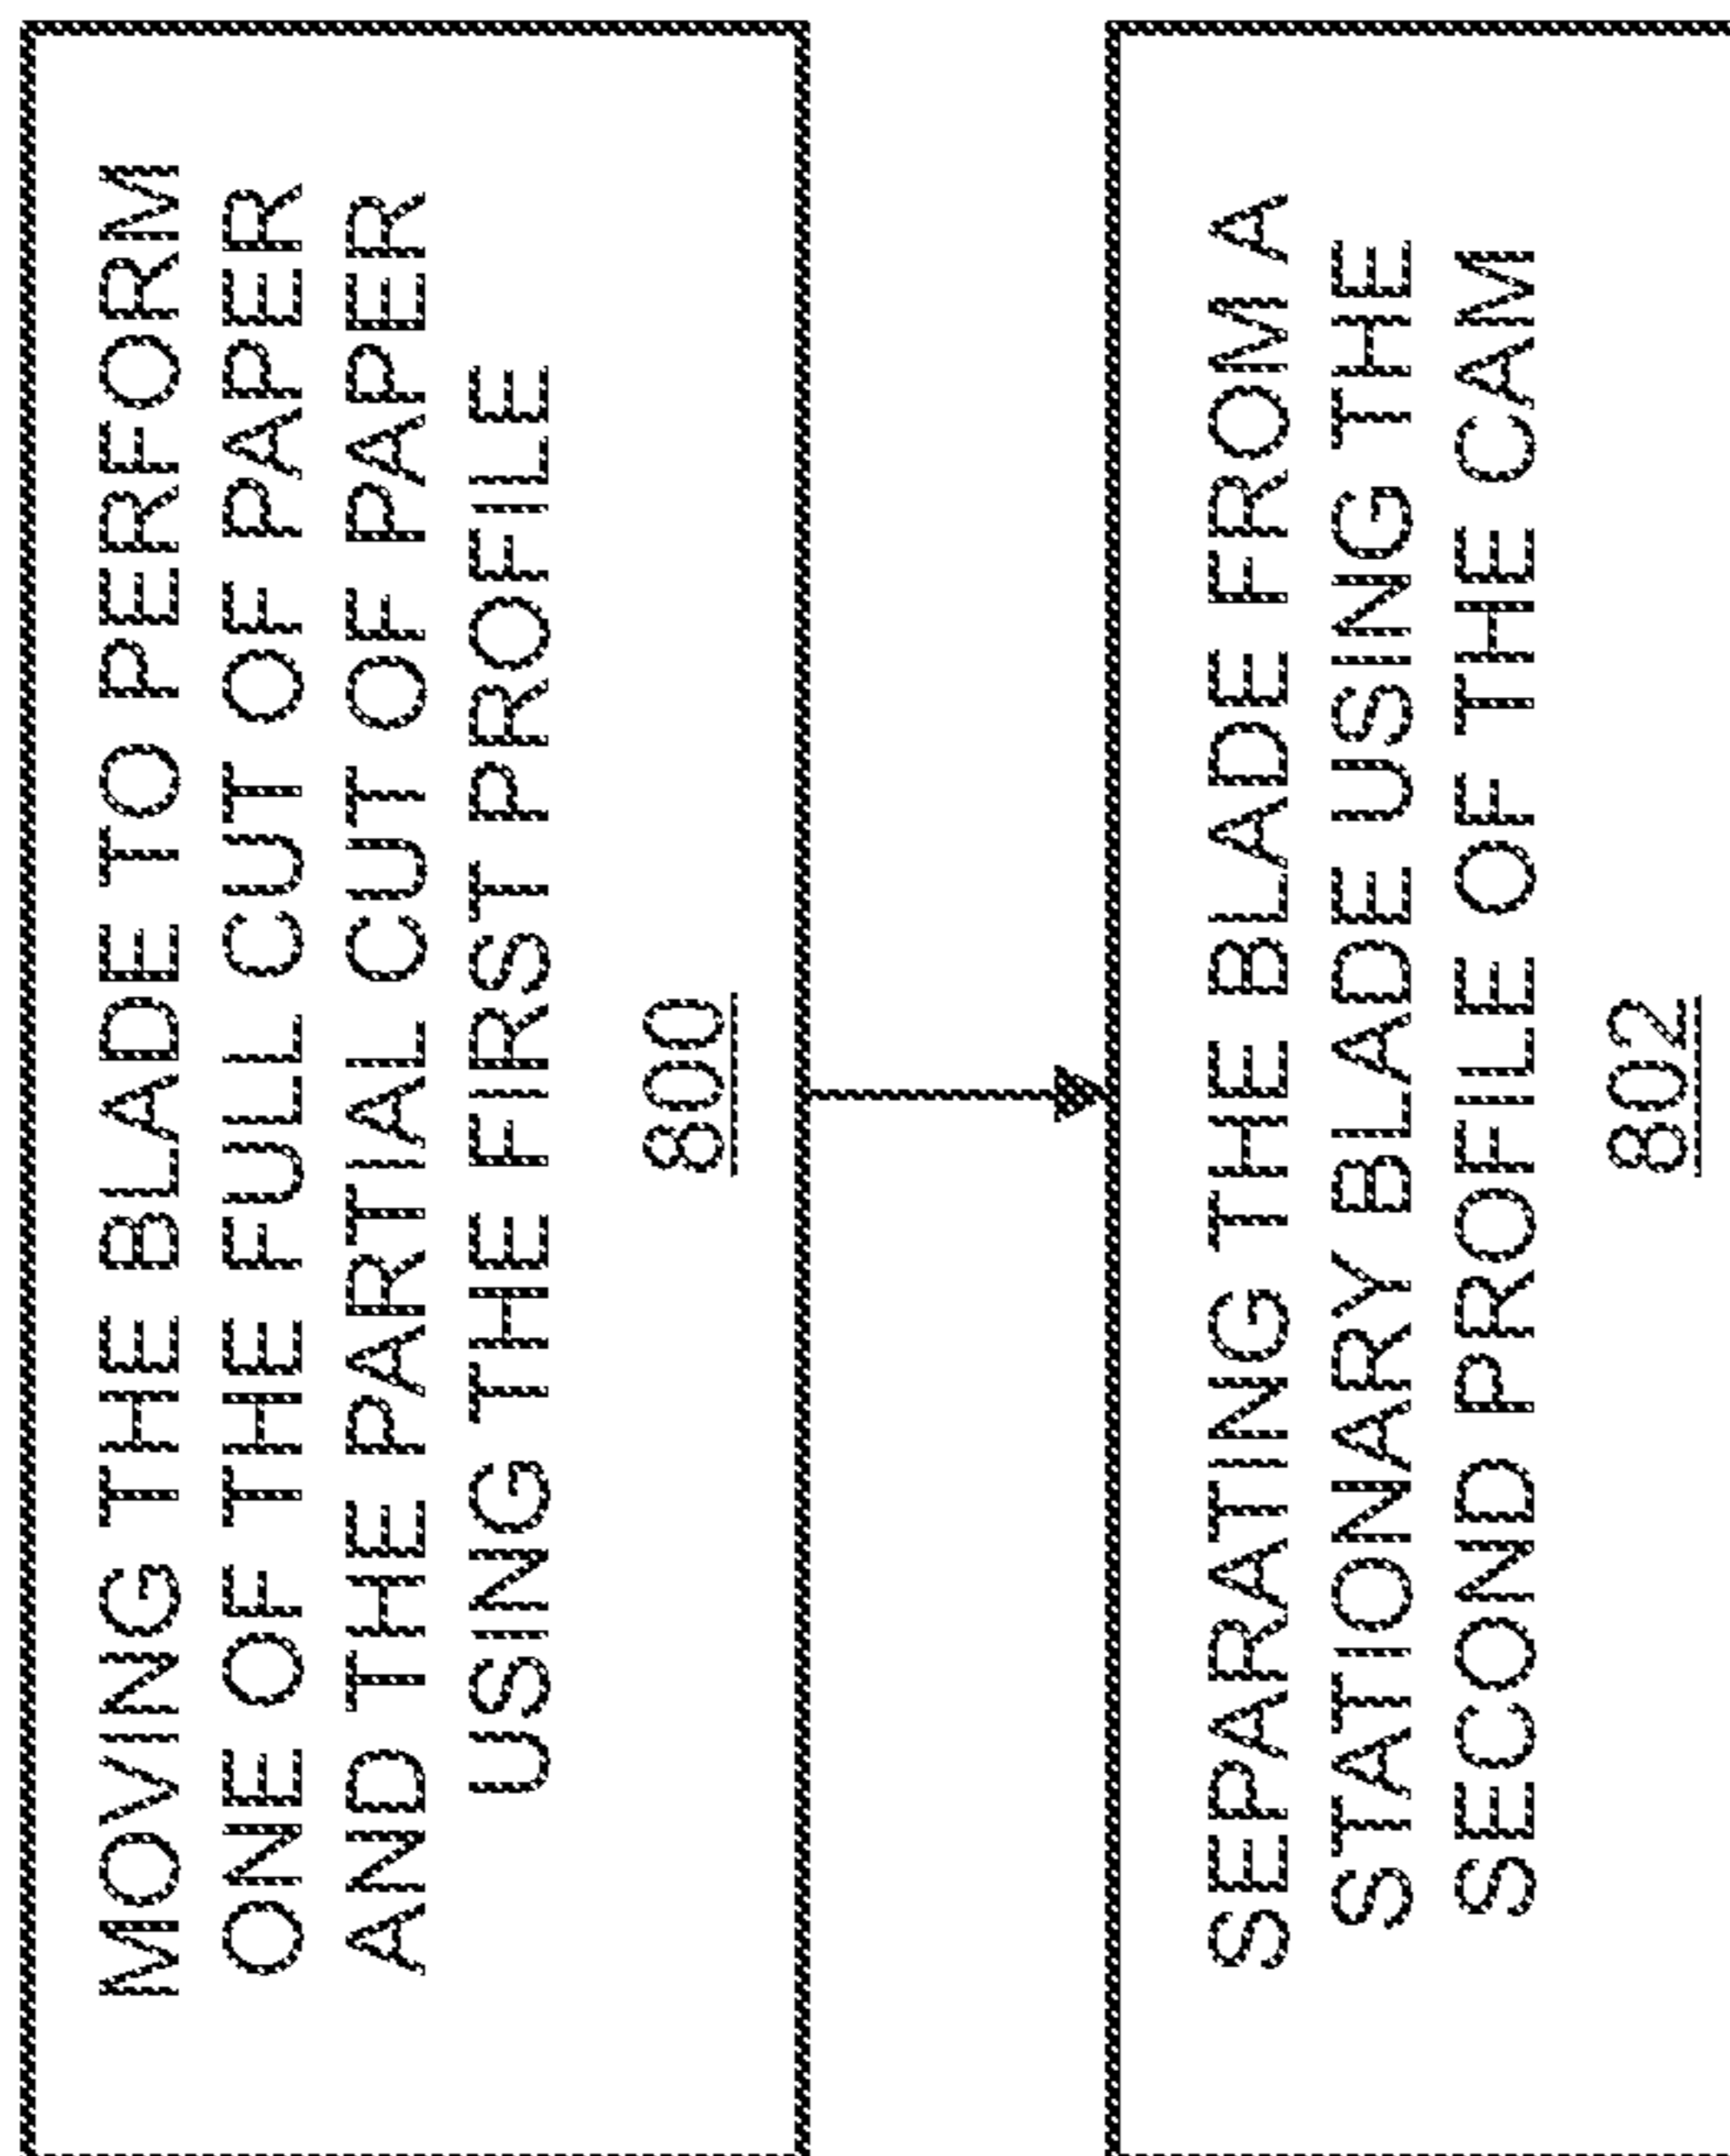 MOVING THE BLADE TO PERFORM
ONE OF THE FULL CUT OF PAPER
AND THE PARTIAL CUT OF PAPER
USING THE FIRST PROFILE
800
SEPARATING THE BLADE FROM A
STATIONARY BLADE USING THE
SECOND PROFILE OF THE CAM
802